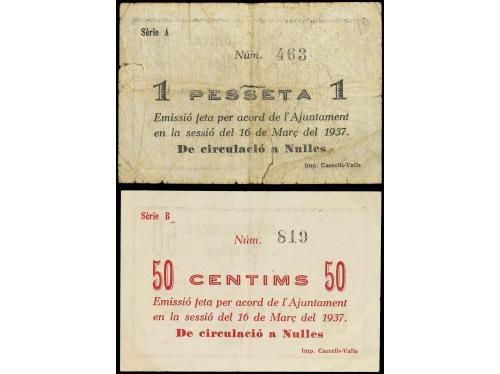 Sèrie A
Núm. 463
1 PESSETA 1
Emissió feta per acord de l'Ajuntament
en la sessió del 16 de Març del 1937.
De circulació a Nulles
Imp. Castells-Valls
Sèrie B
Núm. 819
50 CENTIMS 50
Emissió feta per acord de l'Ajuntament
en la sessió del 16 de Març del 1937.
De circulació a Nulles
Imp. Castells-Valls